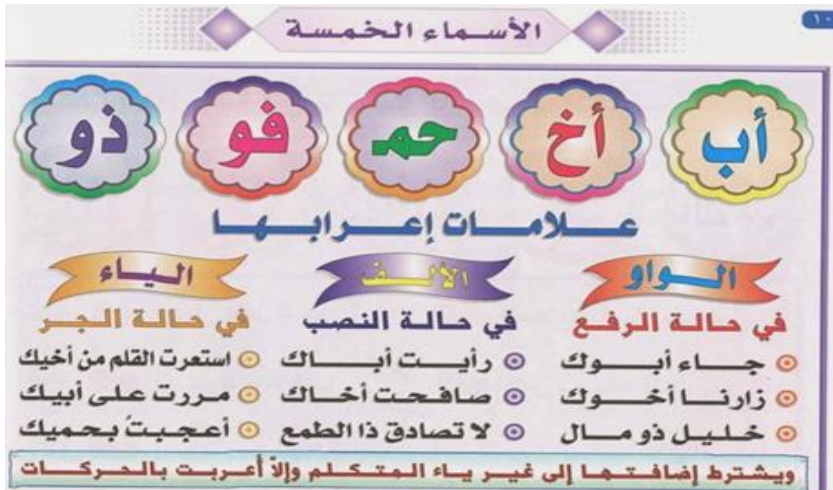 ١٠
الأسماء الخمسة
أب أخ حم فو ذو
علامات إعرابها
الواو الألف الياء
في حالة الرفع في حالة النصب في حالة الجر
جاء أبوك رأيت أباك استعرت القلم من أخيك
زارنا أخوك صافحت أخاك مررت على أبيك
خليل ذو مال لا تصادق ذا الطمع أعجبتُ بحميك
ويشترط إضافتها إلى غير ياء المتكلم وإلاّ أعربت بالحركات